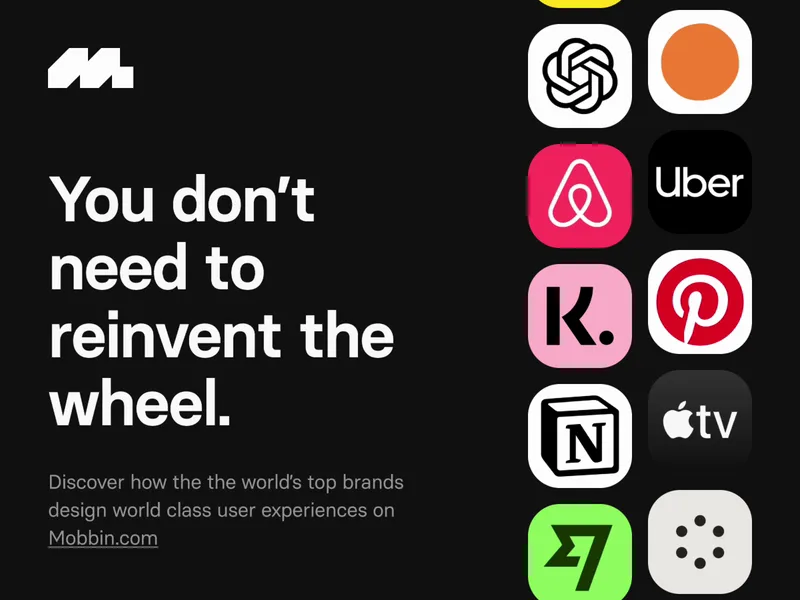 You don’t
need to
reinvent the
wheel.
Discover how the the world’s top brands
design world class user experiences on
Mobbin.com
Uber
K.
N
tv